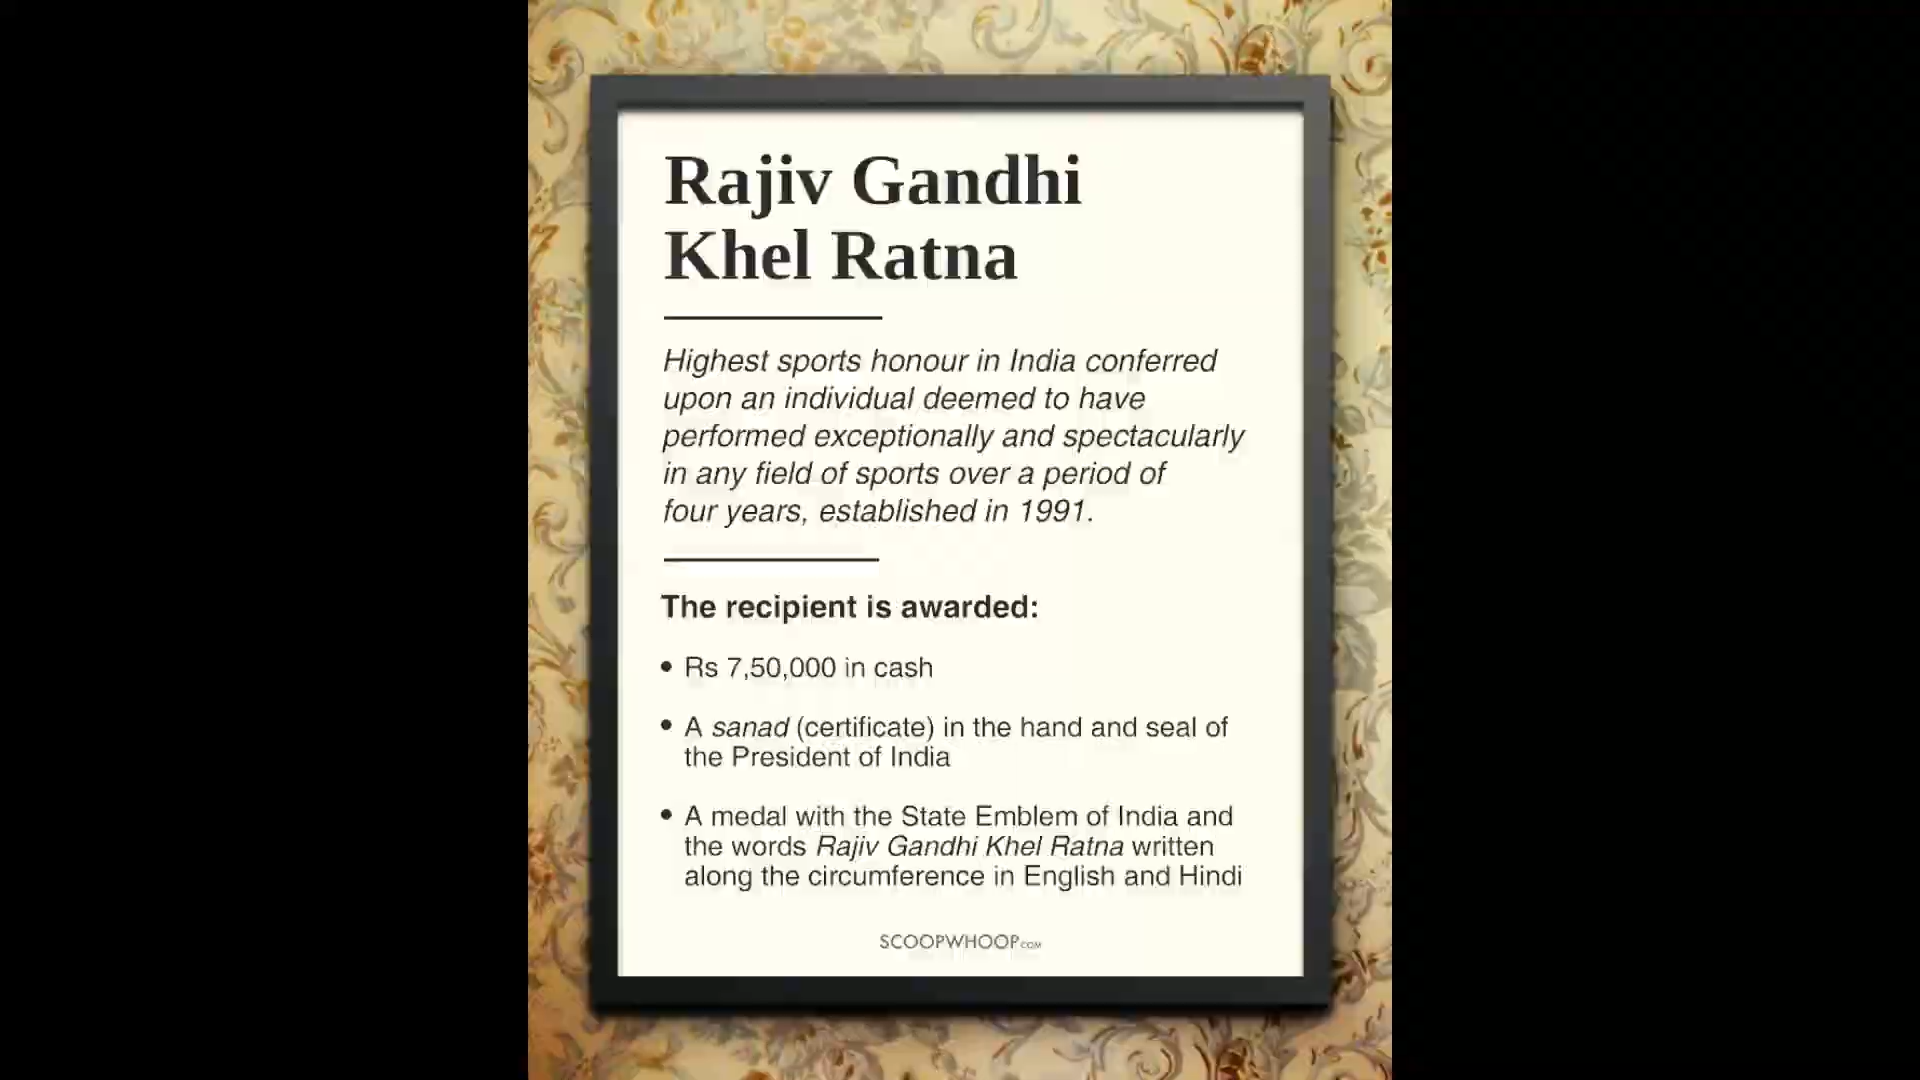 Rajiv Gandhi
Khel Ratna
Highest sports honour in India conferred
upon an individual deemed to have
performed exceptionally and spectacularly
in any field of sports over a period of
four years, established in 1991.
The recipient is awarded:
• Rs 7,50,000 in cash
• A sanad (certificate) in the hand and seal of
the President of India
• A medal with the State Emblem of India and
the words Rajiv Gandhi Khel Ratna written
along the circumference in English and Hindi
SCOOPWHOOP.COM